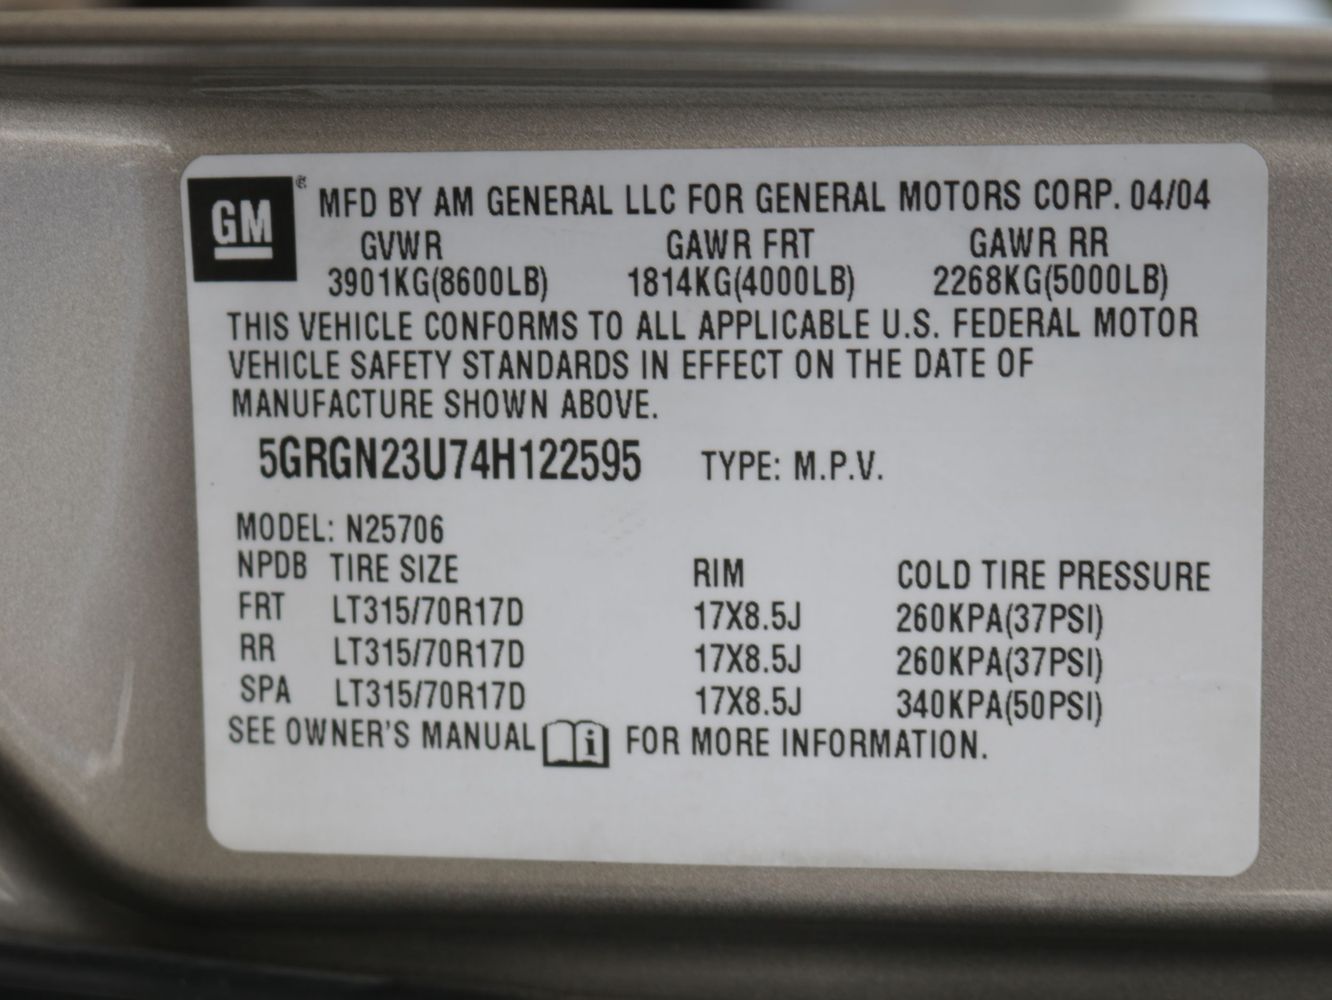 GM® MFD BY AM GENERAL LLC FOR GENERAL MOTORS CORP. 04/04
GVWR GAWR FRT GAWR RR
3901KG(8600LB) 1814KG(4000LB) 2268KG(5000LB)
THIS VEHICLE CONFORMS TO ALL APPLICABLE U.S. FEDERAL MOTOR
VEHICLE SAFETY STANDARDS IN EFFECT ON THE DATE OF
MANUFACTURE SHOWN ABOVE.
5GRGN23U74H122595 TYPE: M.P.V.
MODEL: N25706
NPDB TIRE SIZE RIM COLD TIRE PRESSURE
FRT LT315/70R17D 17X8.5J 260KPA(37PSI)
RR LT315/70R17D 17X8.5J 260KPA(37PSI)
SPA LT315/70R17D 17X8.5J 340KPA(50PSI)
SEE OWNER'S MANUAL i FOR MORE INFORMATION.